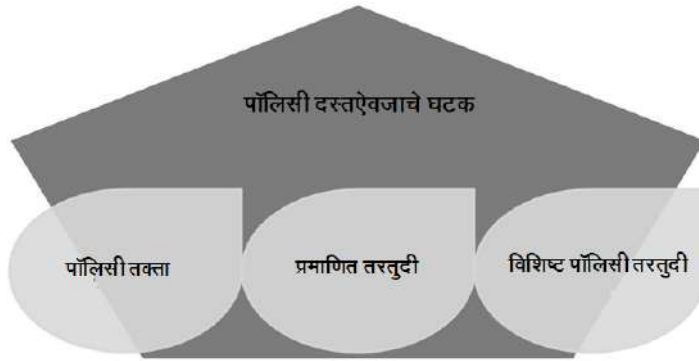 पॉलिसी दस्तऐवजाचे घटक
पॉलिसी तक्ता
प्रमाणित तरतुदी
विशिष्ट पॉलिसी तरतुदी